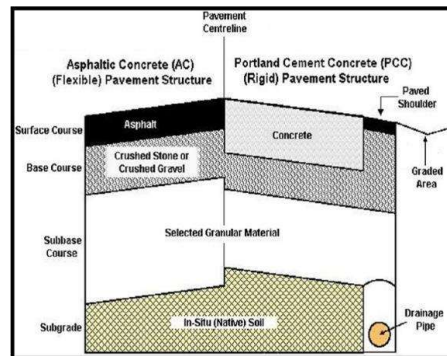 Pavement
Centreline
Asphaltic Concrete (AC)
(Flexible) Pavement Structure
Portland Cement Concrete (PCC)
(Rigid) Pavement Structure
Paved
Shoulder
Surface Course
Asphalt
Concrete
Base Course
Crushed Stone or
Crushed Gravel
Graded
Area
Subbase
Course
Selected Granular Material
Subgrade
In-Situ (Native) Soil
Drainage
Pipe